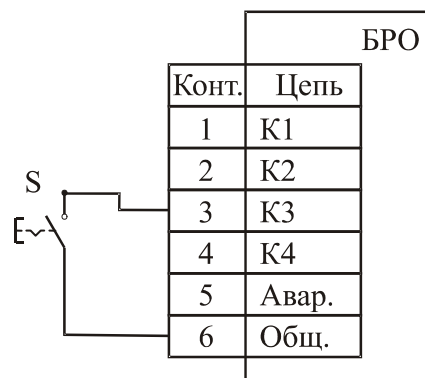 БРО
Конт. Цепь
1 К1
2 К2
S
3 К3
4 К4
5 Авар.
6 Общ.